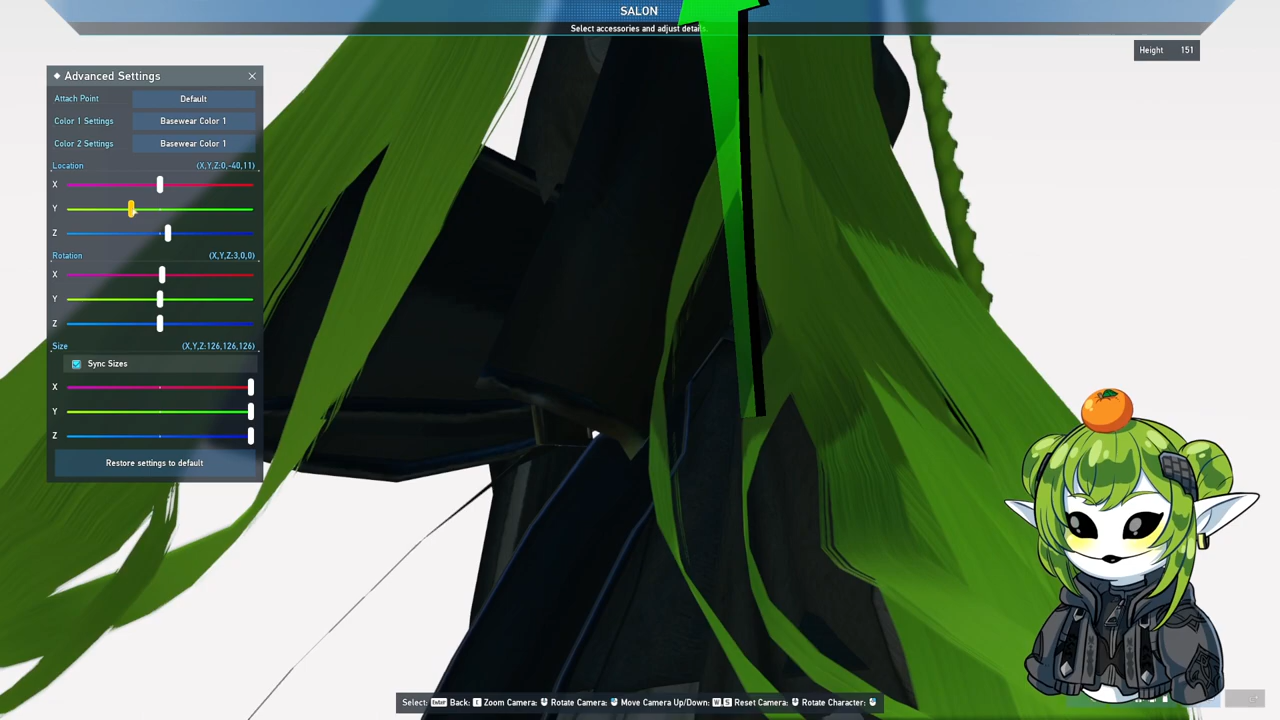 SALON
Select accessories and adjust details.
Height 151
Advanced Settings
Attach Point Default
Color 1 Settings Basewear Color 1
Color 2 Settings Basewear Color 1
Location (X,Y,Z:0,-40,11)
X
Y
Z
Rotation (X,Y,Z:3,0,0)
X
Y
Z
Size (X,Y,Z:126,126,126)
Sync Sizes
X
Y
Z
Restore settings to default
Select: Enter Back: Zoom Camera: Rotate Camera: Move Camera Up/Down: W, S Reset Camera: Rotate Character: